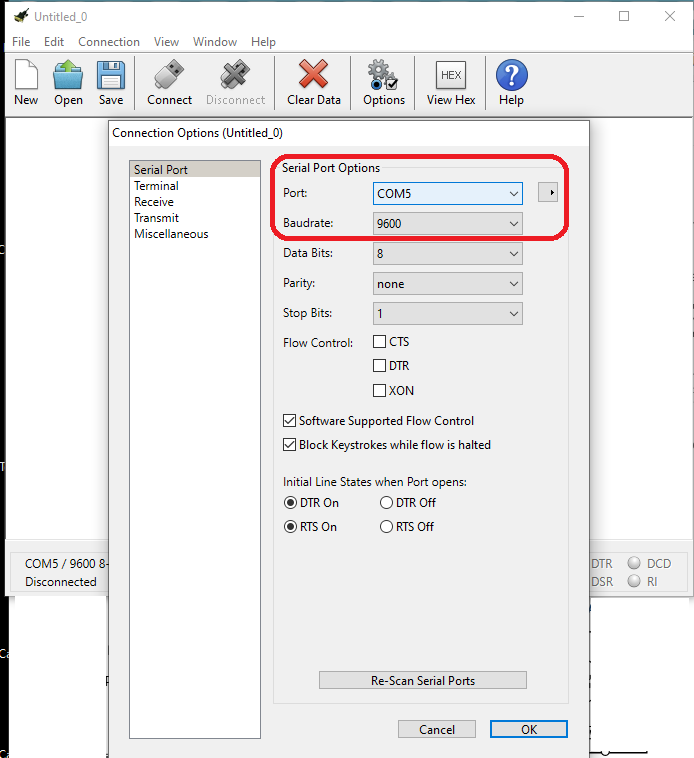 Untitled_0
File Edit Connection View Window Help
HEX
New Open Save Connect Disconnect Clear Data Options View Hex Help
Connection Options (Untitled_0)
Serial Port
Terminal
Receive
Transmit
Miscellaneous
Serial Port Options
Port: COM5
Baudrate: 9600
Data Bits: 8
Parity: none
Stop Bits: 1
Flow Control: CTS
DTR
XON
Software Supported Flow Control
Block Keystrokes while flow is halted
Initial Line States when Port opens:
DTR On DTR Off
RTS On RTS Off
Re-Scan Serial Ports
Cancel OK
COM5 / 9600 8-
Disconnected
DTR DCD
DSR RI